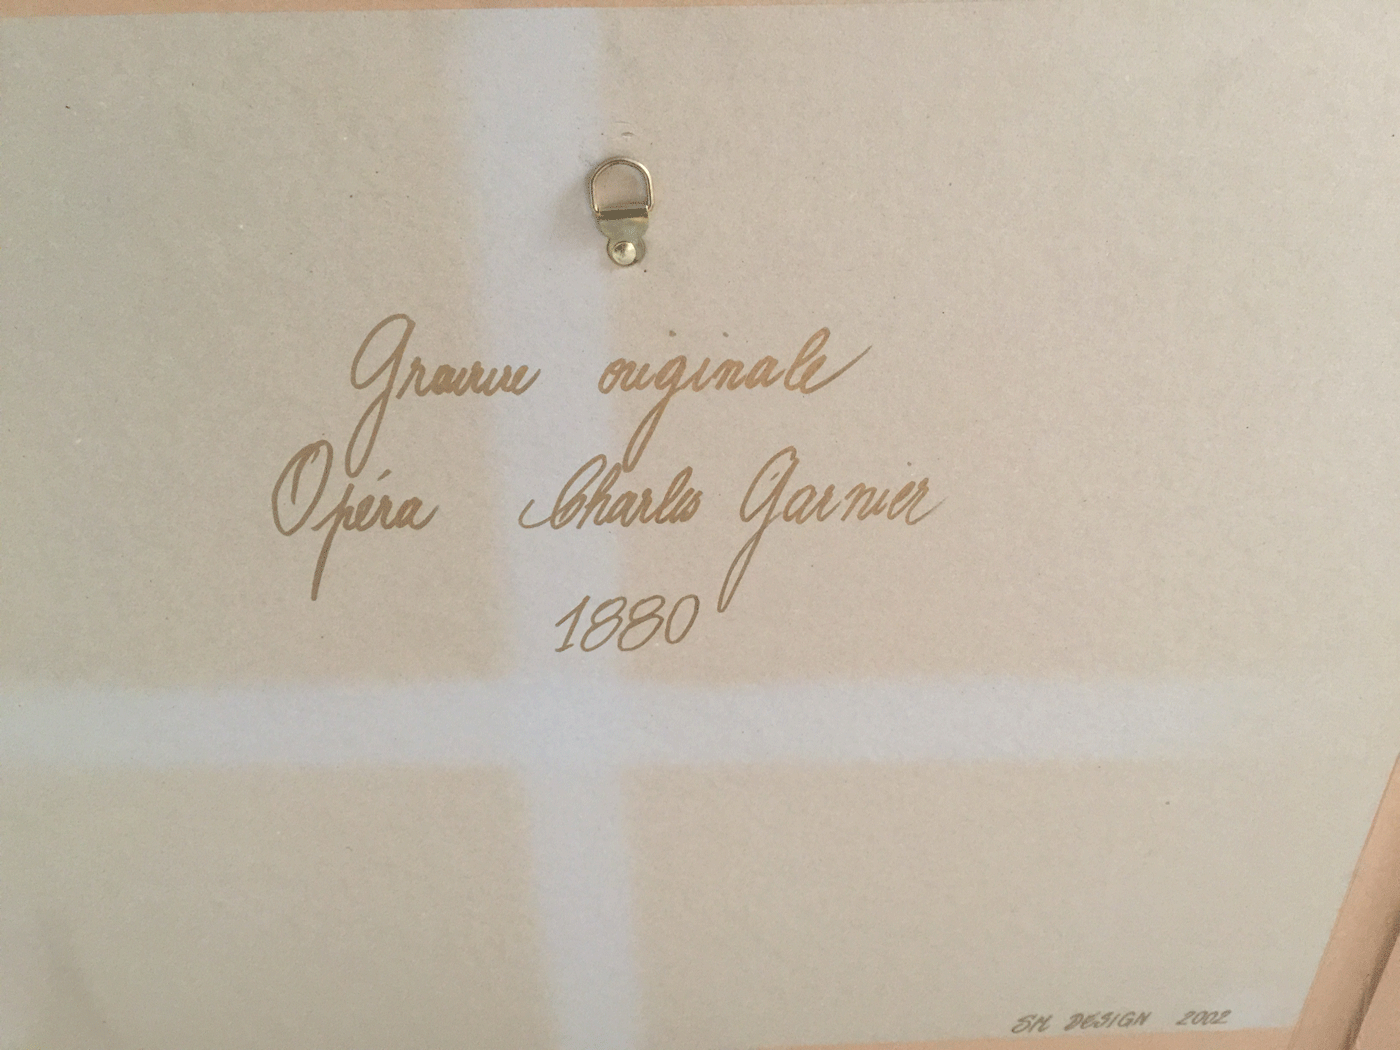 Gravure originale
Opéra Charles Garnier
1880
SM DESIGN 2002